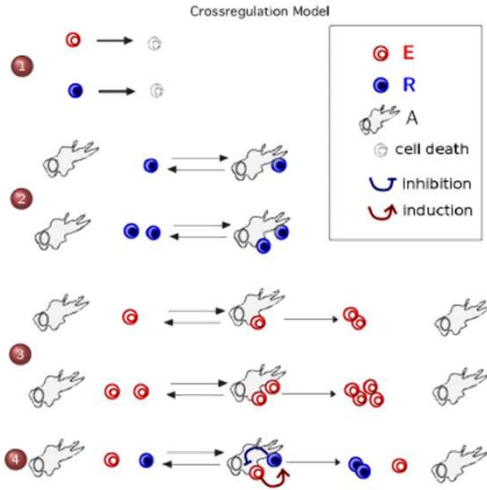 Crossregulation Model
1
E
R
A
cell death
inhibition
induction
2
3
4